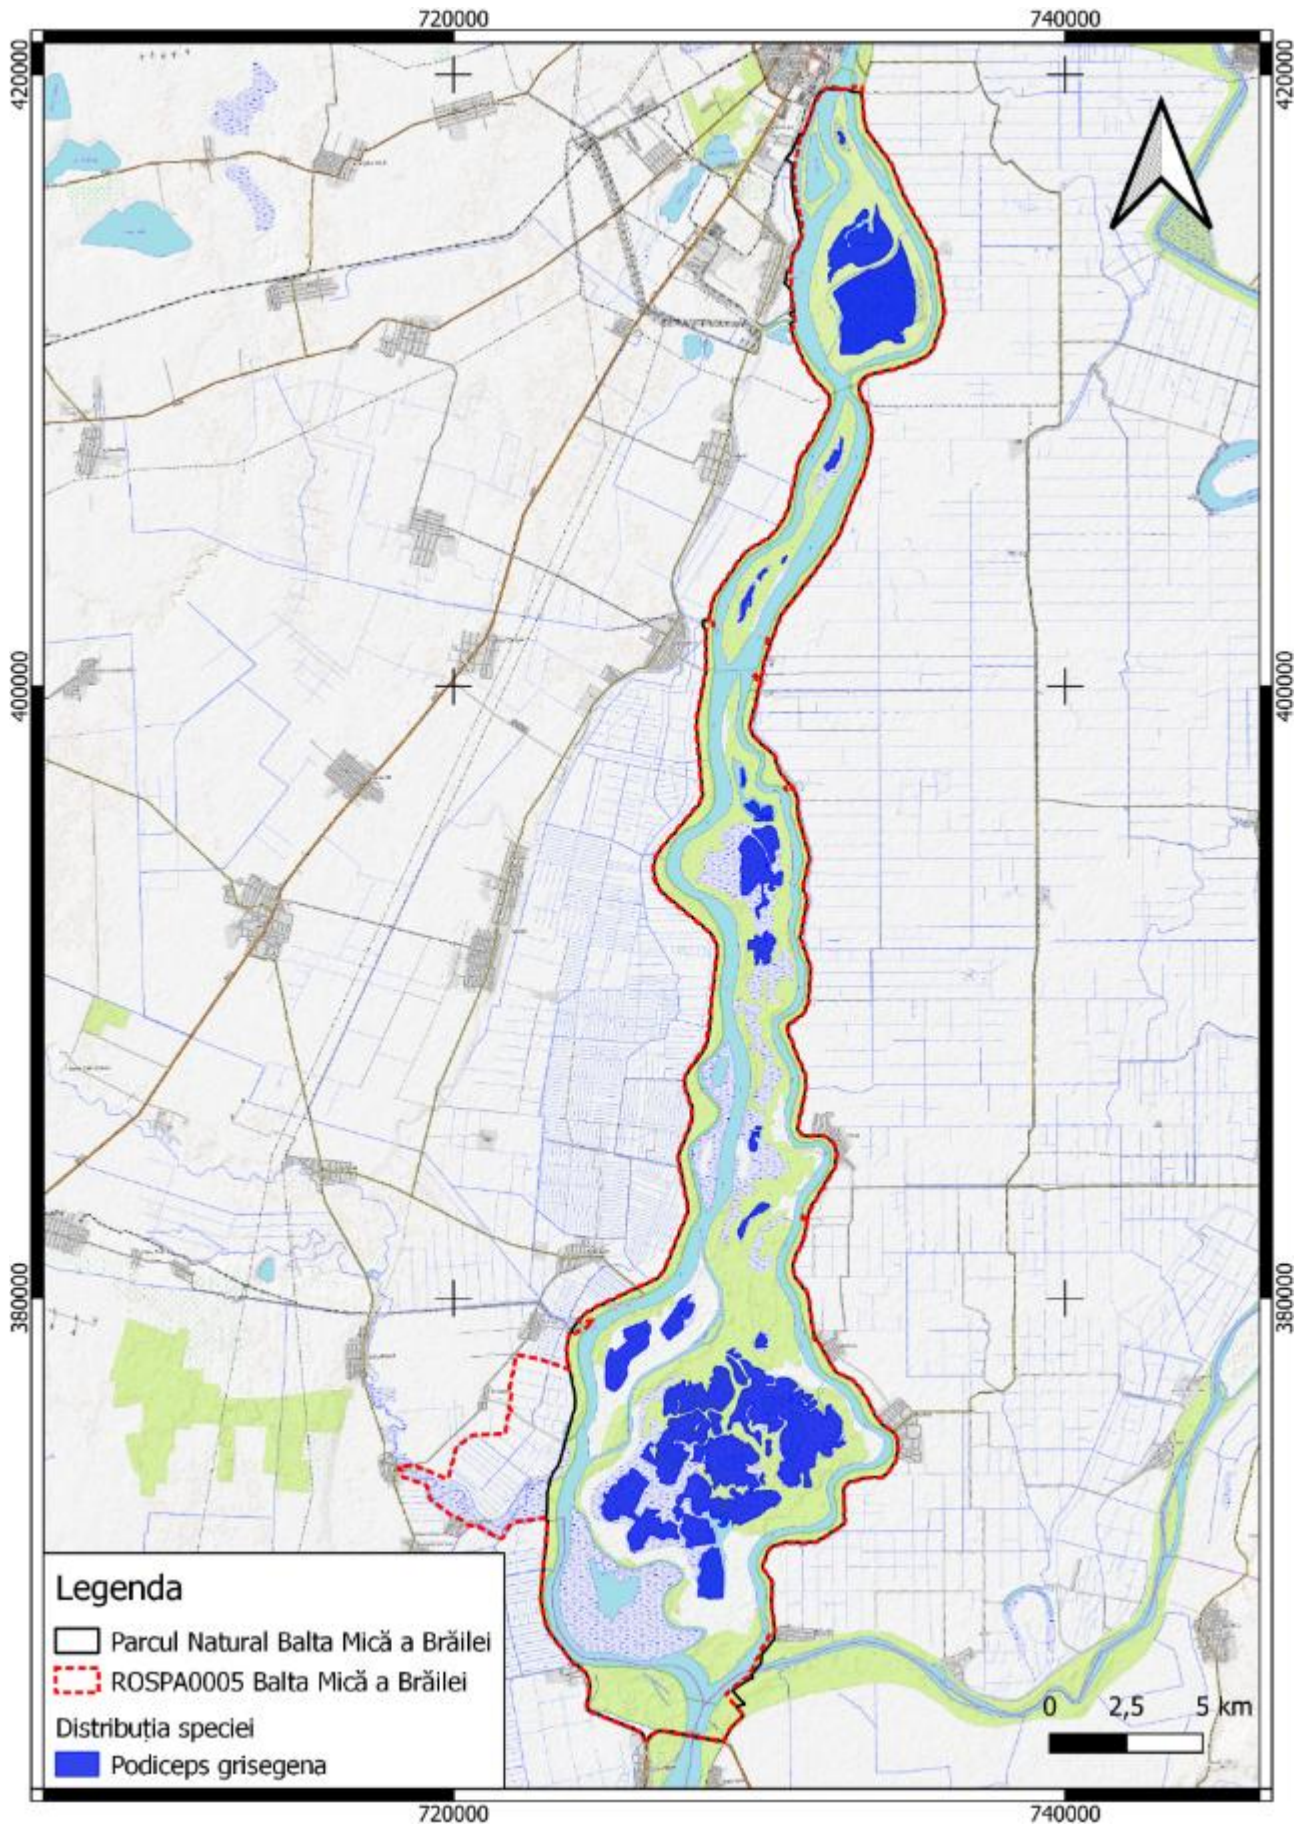 720000
740000
420000
420000
400000
400000
380000
380000
Legenda
Parcul Natural Balta Mică a Brăilei
ROSPA0005 Balta Mică a Brăilei
Distribuția speciei
Podiceps grisegena
0 2,5 5 km
720000
740000